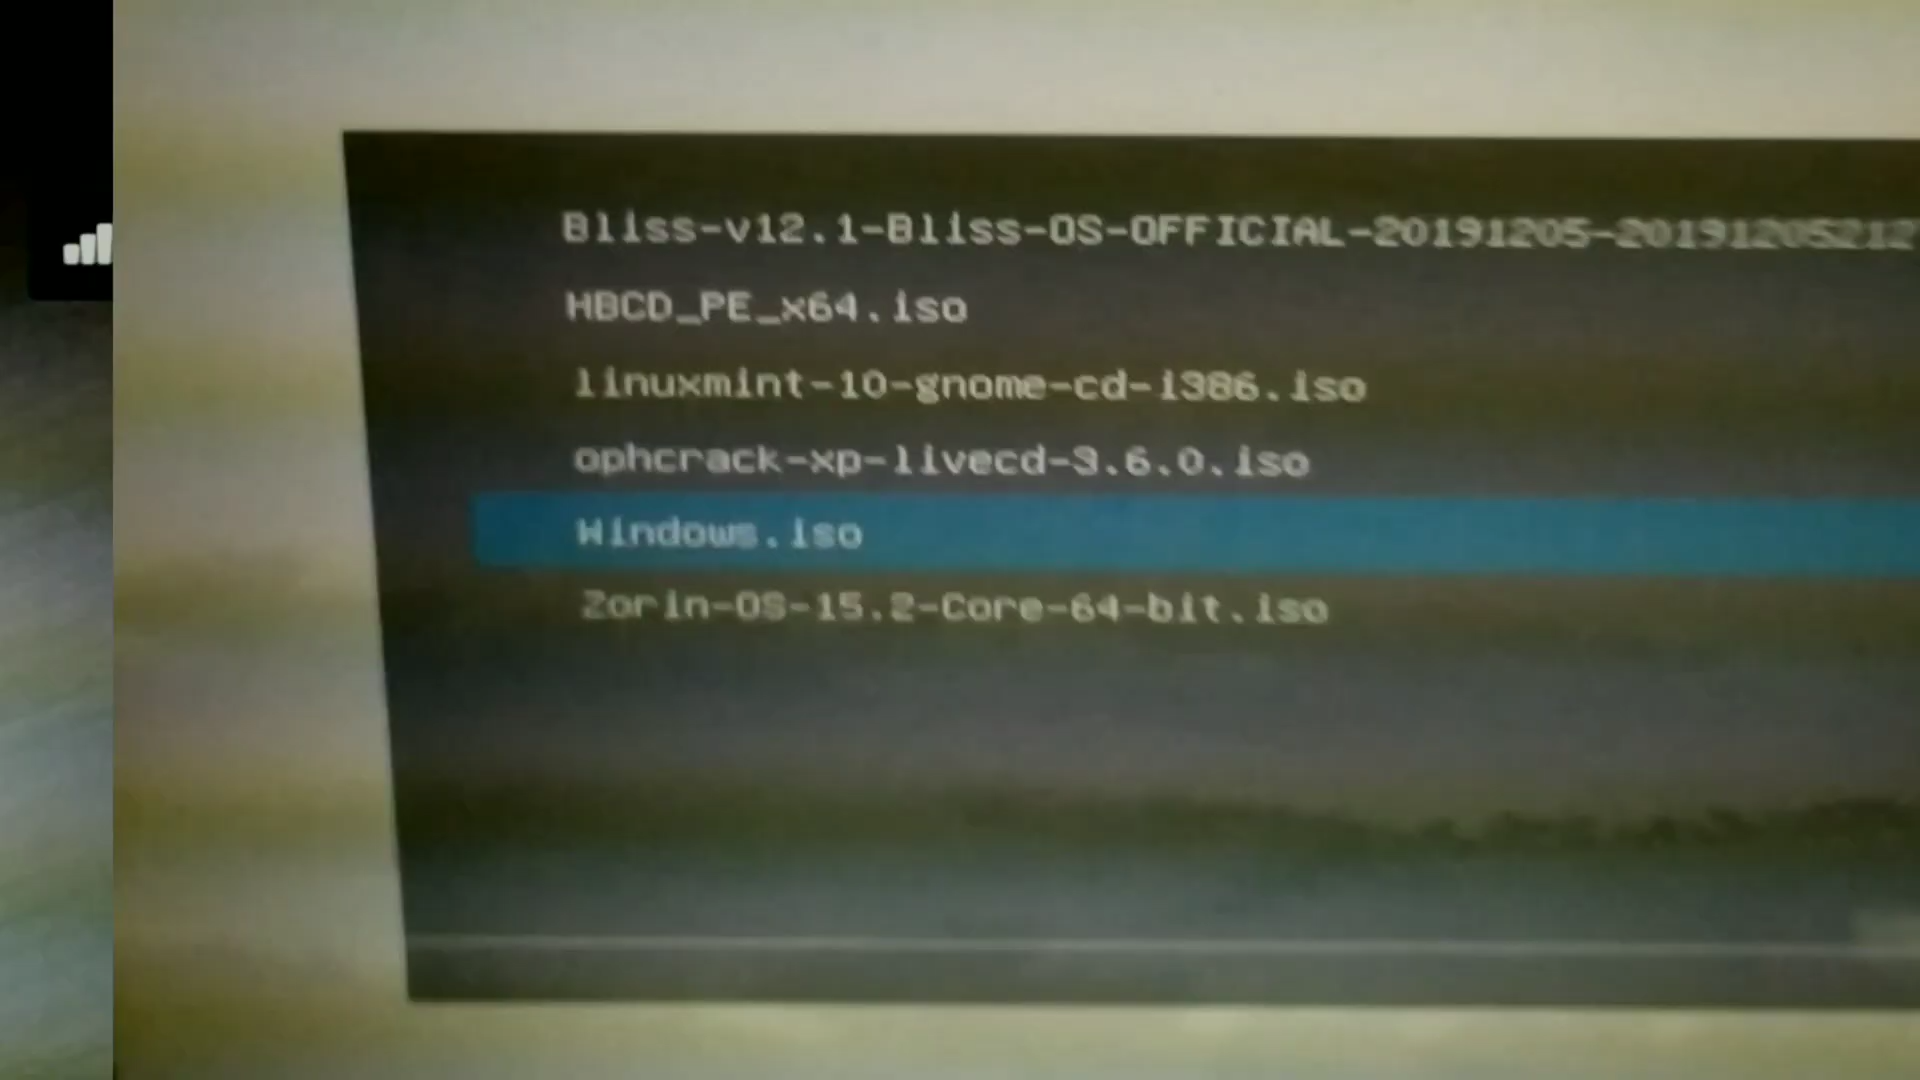 Bliss-v12.1-Bliss-OS-OFFICIAL-20191205-201912052127
HBCD_PE_x64.iso
linuxmint-10-gnome-cd-i386.iso
ophcrack-xp-livecd-3.6.0.iso
Windows.iso
Zorin-OS-15.2-Core-64-bit.iso